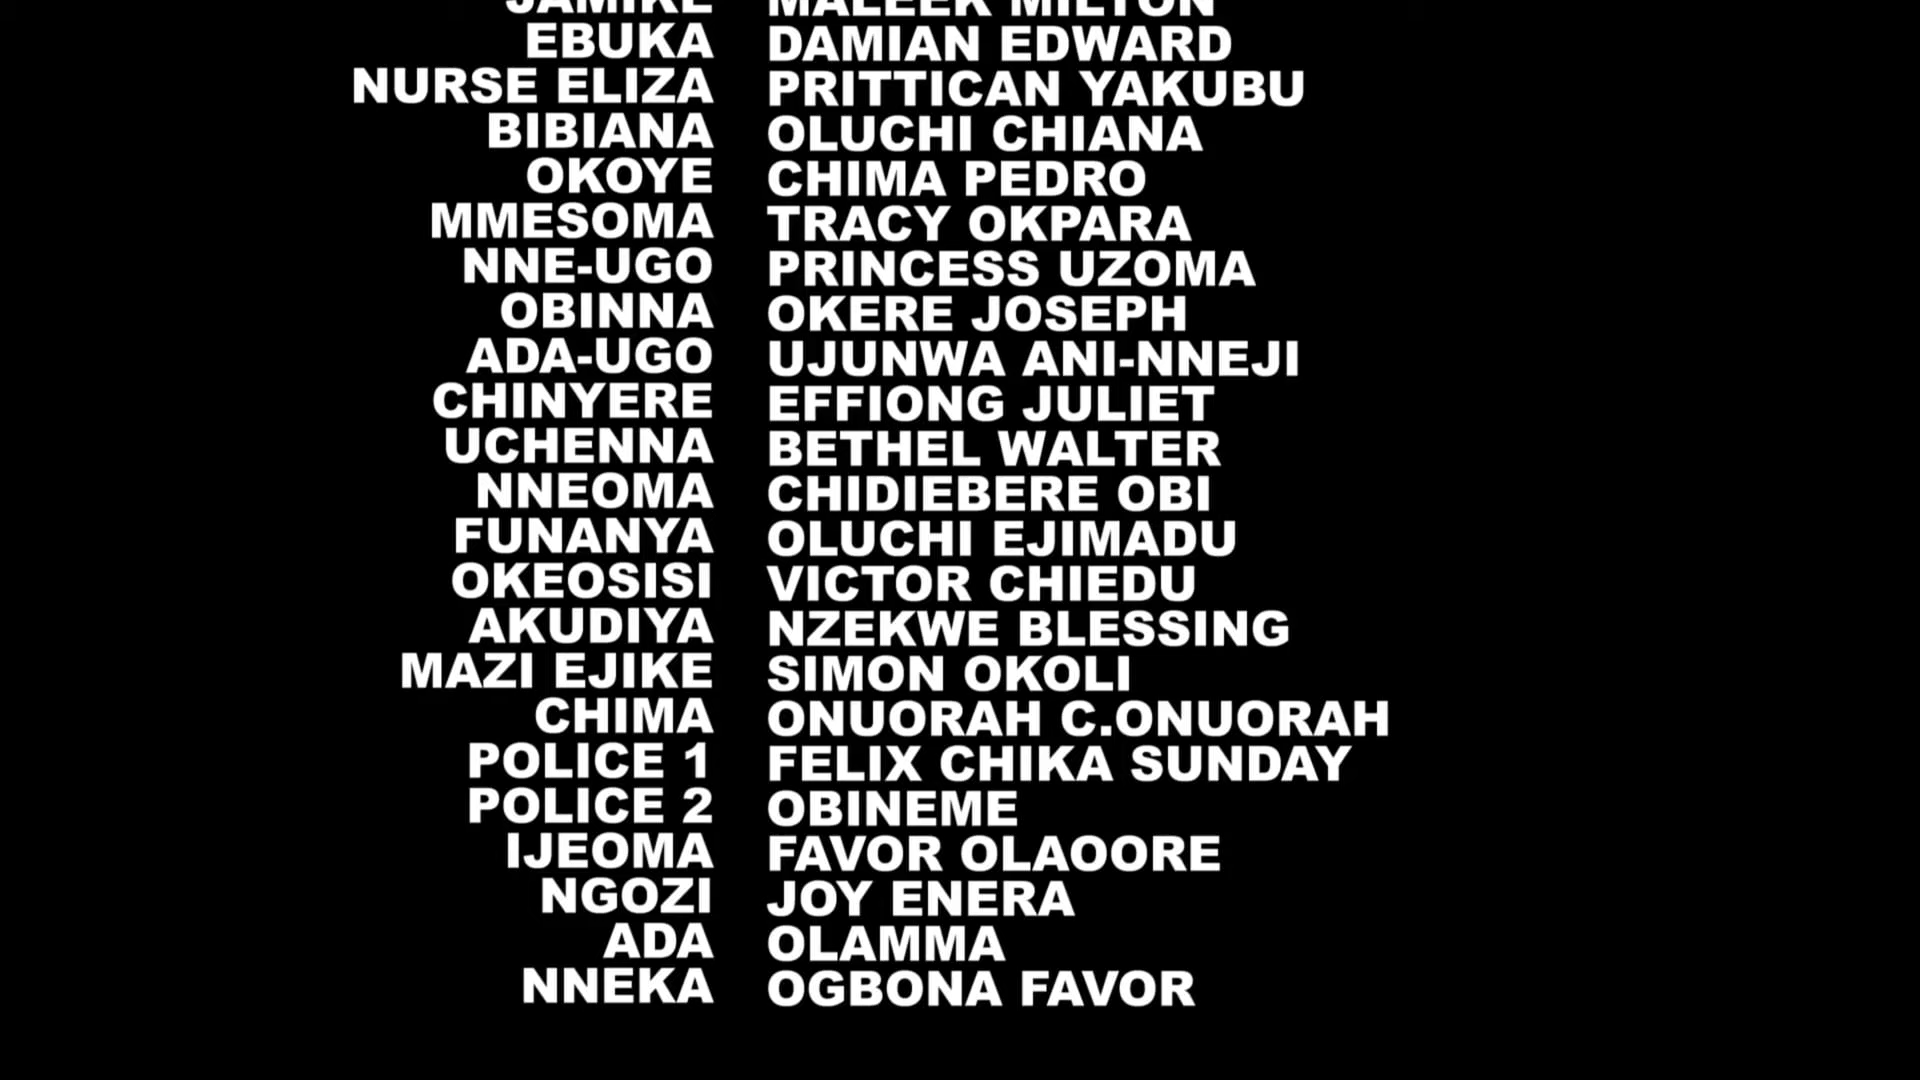 JAMIKE MALEEK MILTON
EBUKA DAMIAN EDWARD
NURSE ELIZA PRITTICAN YAKUBU
BIBIANA OLUCHI CHIANA
OKOYE CHIMA PEDRO
MMESOMA TRACY OKPARA
NNE-UGO PRINCESS UZOMA
OBINNA OKERE JOSEPH
ADA-UGO UJUNWA ANI-NNEJI
CHINYERE EFFIONG JULIET
UCHENNA BETHEL WALTER
NNEOMA CHIDIEBERE OBI
FUNANYA OLUCHI EJIMADU
OKEOSISI VICTOR CHIEDU
AKUDIYA NZEKWE BLESSING
MAZI EJIKE SIMON OKOLI
CHIMA ONUORAH C.ONUORAH
POLICE 1 FELIX CHIKA SUNDAY
POLICE 2 OBINEME
IJEOMA FAVOR OLAOORE
NGOZI JOY ENERA
ADA OLAMMA
NNEKA OGBONA FAVOR